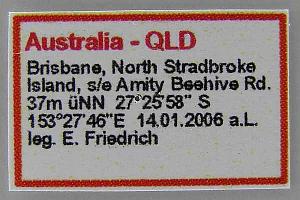 Australia - QLD
Brisbane, North Stradbroke
Island, s/e Amity Beehive Rd.
37m üNN 27°25'58" S
153°27'46"E 14.01.2006 a.L.
leg. E. Friedrich